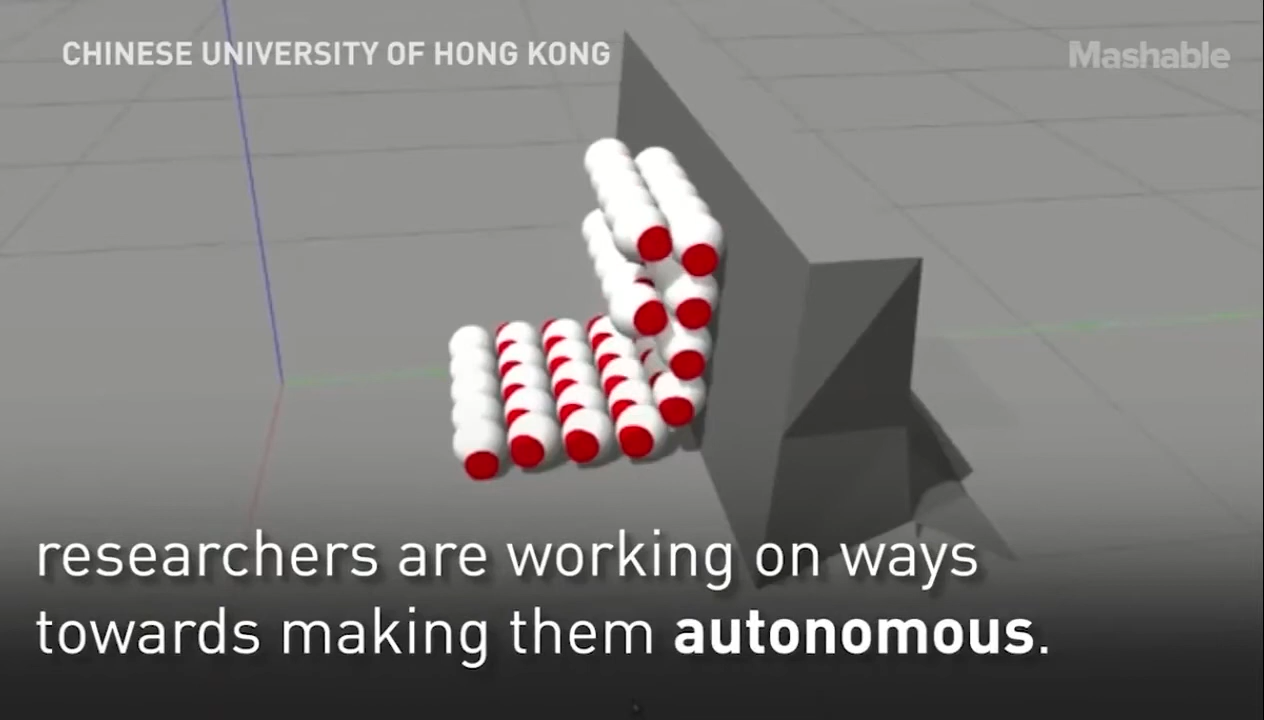 CHINESE UNIVERSITY OF HONG KONG
Mashable
researchers are working on ways
towards making them autonomous.